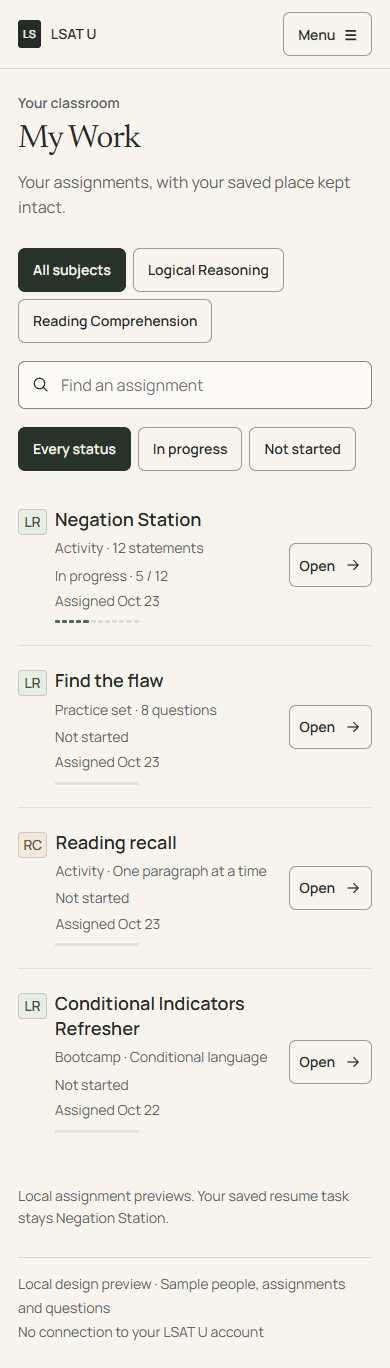 LS LSAT U Menu
Your classroom
My Work
Your assignments, with your saved place kept
intact.
All subjects Logical Reasoning
Reading Comprehension
Find an assignment
Every status In progress Not started
LR Negation Station
Activity · 12 statements
In progress · 5 / 12
Assigned Oct 23
Open →
LR Find the flaw
Practice set · 8 questions
Not started
Assigned Oct 23
Open →
RC Reading recall
Activity · One paragraph at a time
Not started
Assigned Oct 23
Open →
LR Conditional Indicators
Refresher
Bootcamp · Conditional language
Not started
Assigned Oct 22
Open →
Local assignment previews. Your saved resume task
stays Negation Station.
Local design preview · Sample people, assignments
and questions
No connection to your LSAT U account